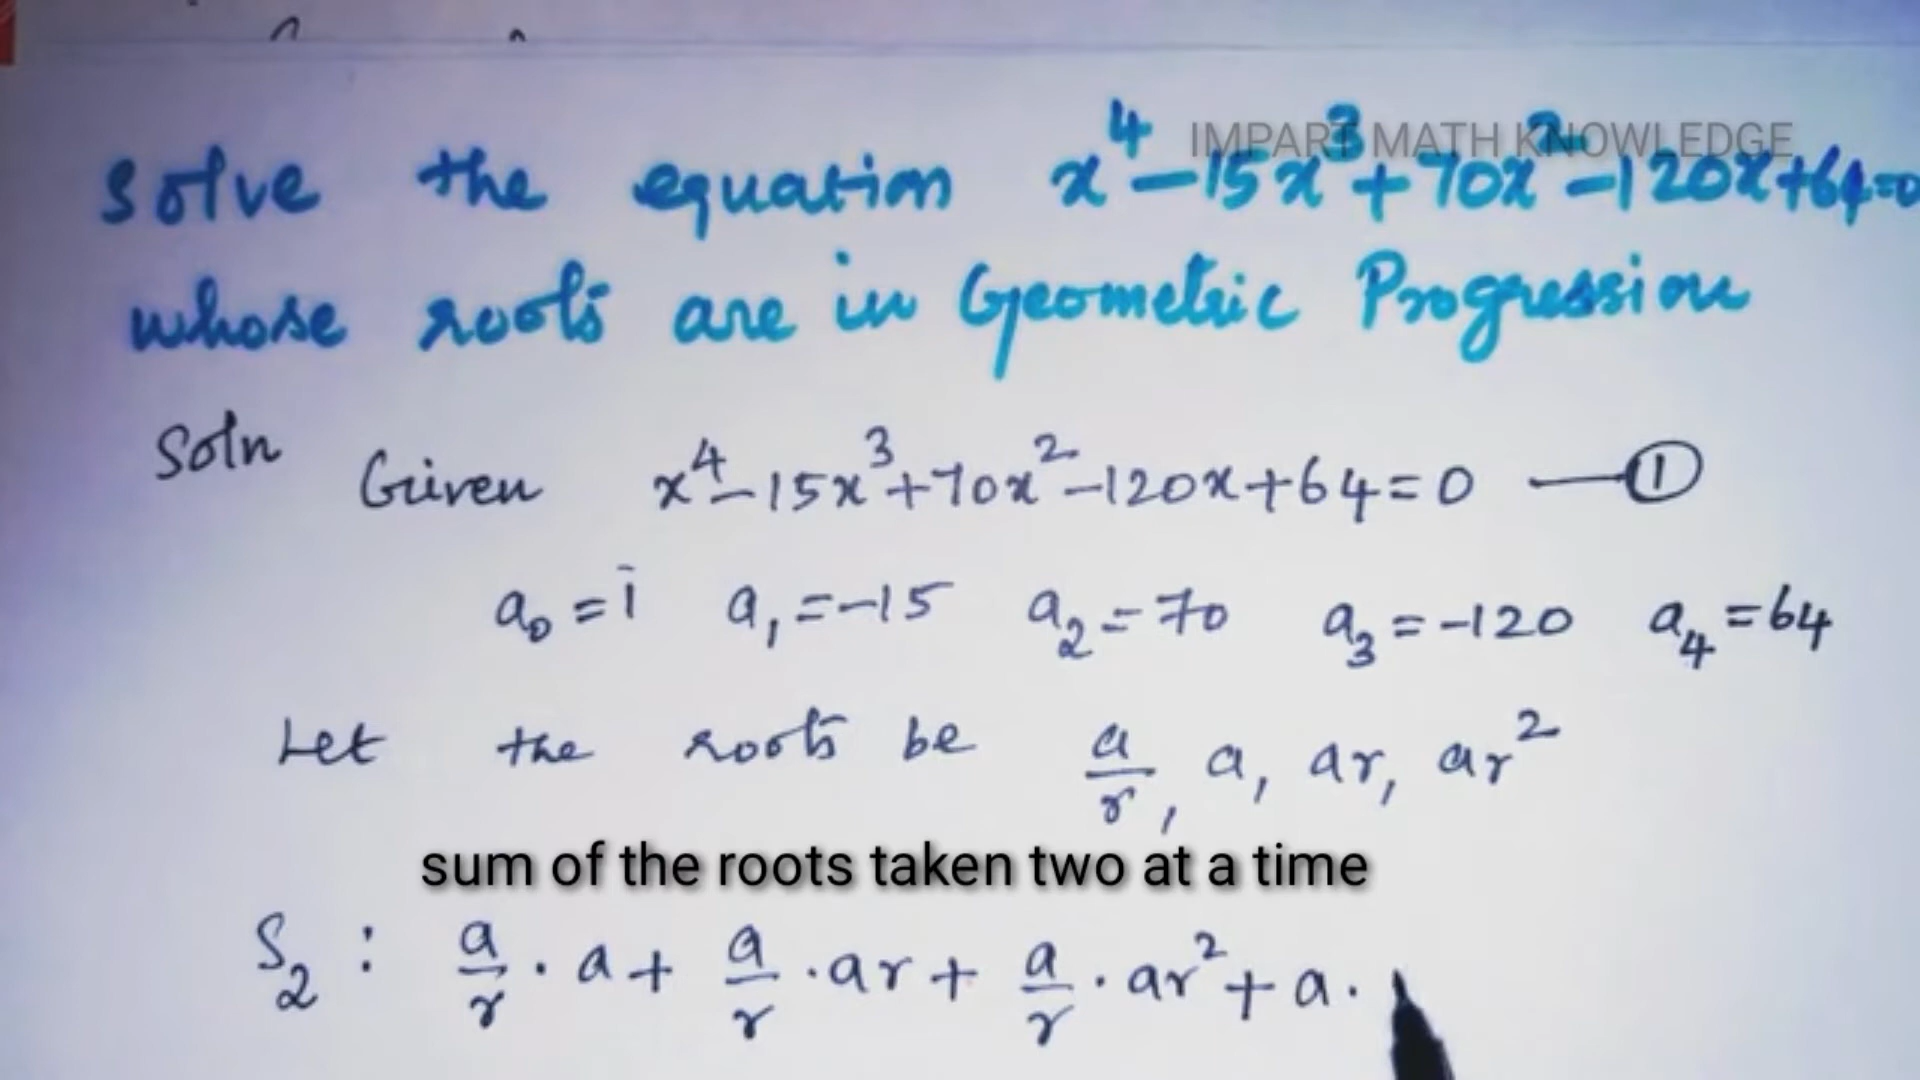 IMPART MATH KNOWLEDGE
Solve the equation x⁴-15x³+70x²-120x+64=0
whose roots are in Geometric Progression
Soln Given x⁴-15x³+70x²-120x+64=0 —①
a₀=1 a₁=-15 a₂=70 a₃=-120 a₄=64
Let the roots be a/r, a, ar, ar²
sum of the roots taken two at a time
S₂ : a/r · a + a/r · ar + a/r · ar² + a ·